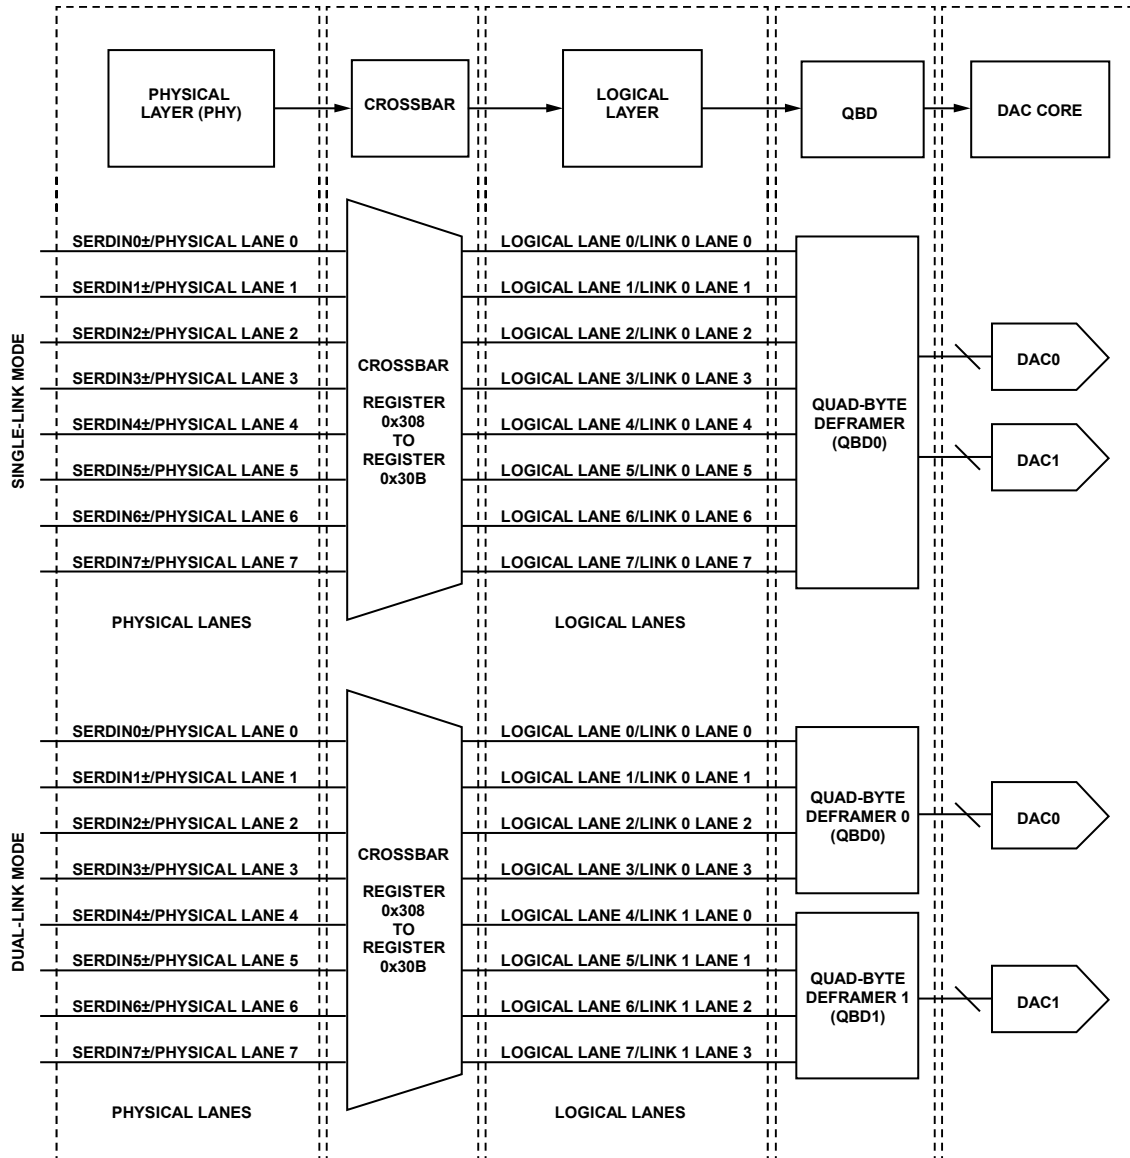 PHYSICAL
LAYER (PHY)
CROSSBAR
LOGICAL
LAYER
QBD
DAC CORE
SINGLE-LINK MODE
SERDIN0±/PHYSICAL LANE 0
SERDIN1±/PHYSICAL LANE 1
SERDIN2±/PHYSICAL LANE 2
SERDIN3±/PHYSICAL LANE 3
SERDIN4±/PHYSICAL LANE 4
SERDIN5±/PHYSICAL LANE 5
SERDIN6±/PHYSICAL LANE 6
SERDIN7±/PHYSICAL LANE 7
PHYSICAL LANES
CROSSBAR
REGISTER
0x308
TO
REGISTER
0x30B
LOGICAL LANE 0/LINK 0 LANE 0
LOGICAL LANE 1/LINK 0 LANE 1
LOGICAL LANE 2/LINK 0 LANE 2
LOGICAL LANE 3/LINK 0 LANE 3
LOGICAL LANE 4/LINK 0 LANE 4
LOGICAL LANE 5/LINK 0 LANE 5
LOGICAL LANE 6/LINK 0 LANE 6
LOGICAL LANE 7/LINK 0 LANE 7
LOGICAL LANES
QUAD-BYTE
DEFRAMER
(QBD0)
DAC0
DAC1
DUAL-LINK MODE
SERDIN0±/PHYSICAL LANE 0
SERDIN1±/PHYSICAL LANE 1
SERDIN2±/PHYSICAL LANE 2
SERDIN3±/PHYSICAL LANE 3
SERDIN4±/PHYSICAL LANE 4
SERDIN5±/PHYSICAL LANE 5
SERDIN6±/PHYSICAL LANE 6
SERDIN7±/PHYSICAL LANE 7
PHYSICAL LANES
CROSSBAR
REGISTER
0x308
TO
REGISTER
0x30B
LOGICAL LANE 0/LINK 0 LANE 0
LOGICAL LANE 1/LINK 0 LANE 1
LOGICAL LANE 2/LINK 0 LANE 2
LOGICAL LANE 3/LINK 0 LANE 3
LOGICAL LANE 4/LINK 1 LANE 0
LOGICAL LANE 5/LINK 1 LANE 1
LOGICAL LANE 6/LINK 1 LANE 2
LOGICAL LANE 7/LINK 1 LANE 3
LOGICAL LANES
QUAD-BYTE
DEFRAMER 0
(QBD0)
QUAD-BYTE
DEFRAMER 1
(QBD1)
DAC0
DAC1